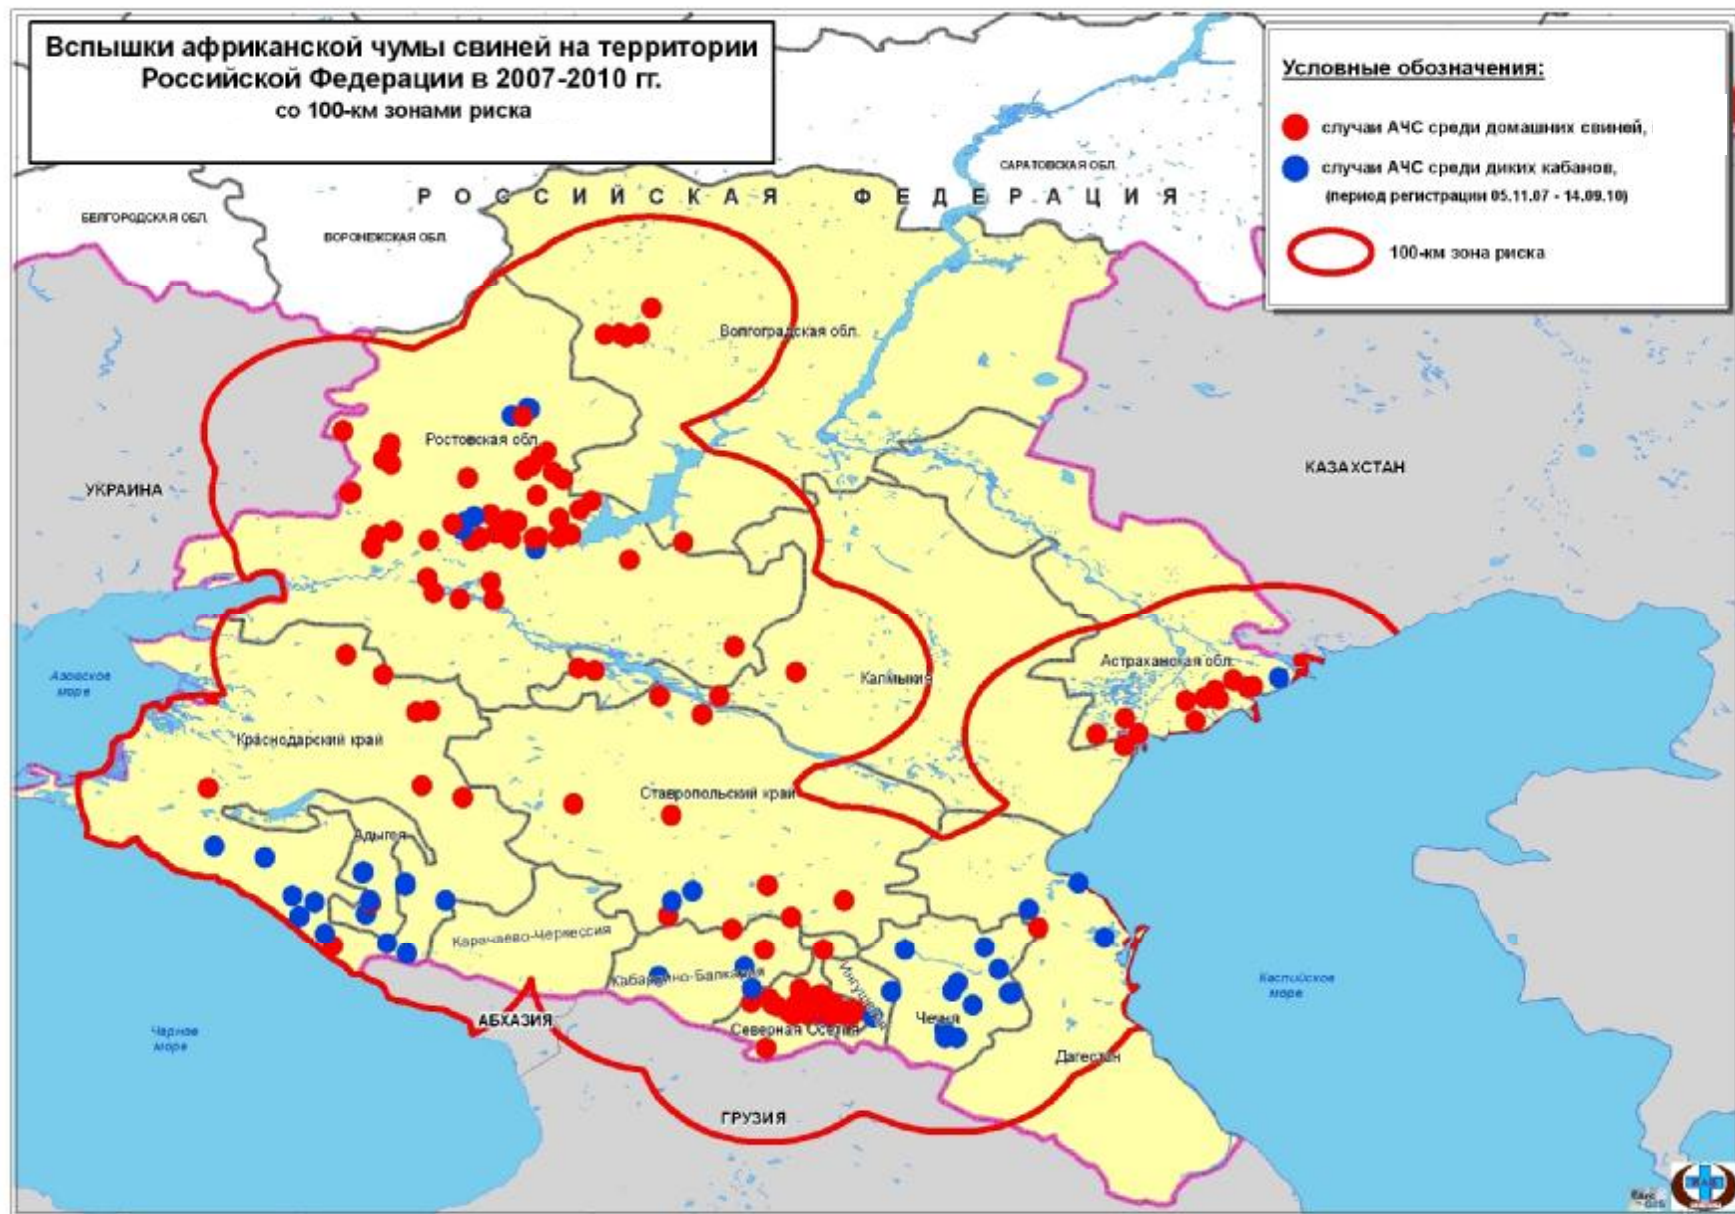 Вспышки африканской чумы свиней на территории
Российской Федерации в 2007-2010 гг.
со 100-км зонами риска
Условные обозначения:
случаи АЧС среди домашних свиней,
случаи АЧС среди диких кабанов,
(период регистрации 05.11.07 - 14.09.10)
100-км зона риска
САРАТОВСКАЯ ОБЛ.
РОССИЙСКАЯ ФЕДЕРАЦИЯ
БЕЛГОРОДСКАЯ ОБЛ.
ВОРОНЕЖСКАЯ ОБЛ.
Волгоградская обл.
Ростовская обл.
КАЗАХСТАН
УКРАИНА
Астраханская обл.
Азовское
море
Калмыкия
Краснодарский край
Ставропольский край
Адыгея
Карачаево-Черкессия
Кабардино-Балкария
Ингушетия
Каспийское
море
АБХАЗИЯ
Северная Осетия
Чечня
Черное
море
Дагестан
ГРУЗИЯ